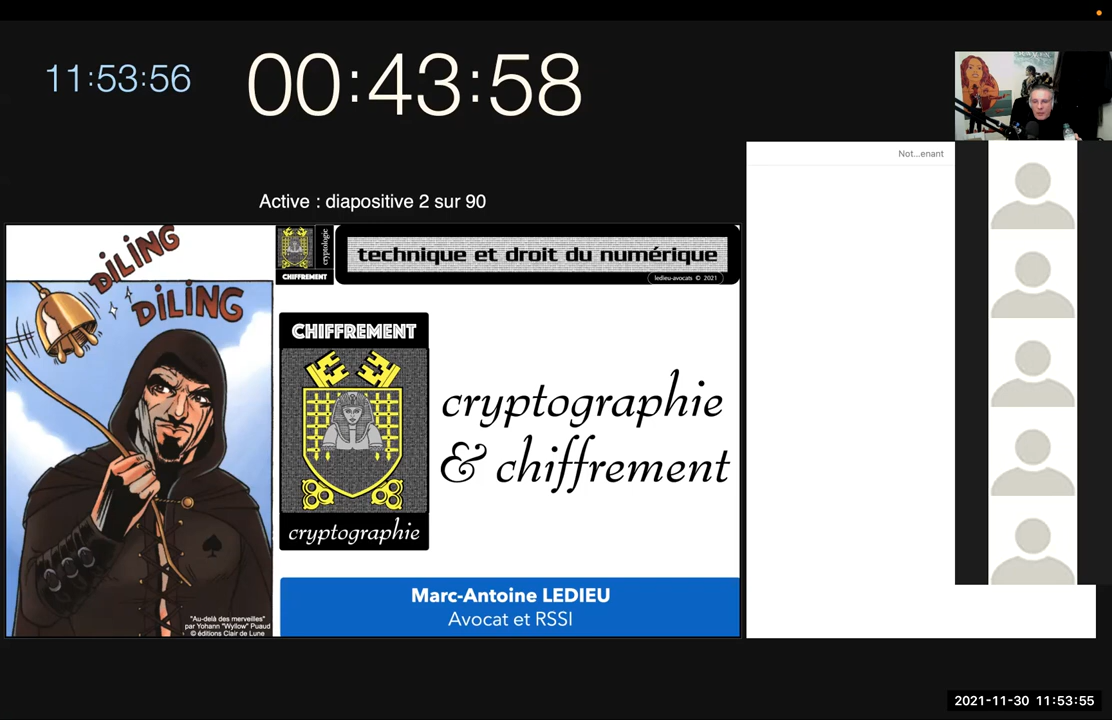 11:53:56
00:43:58
Not...enant
Active : diapositive 2 sur 90
DILING
DILING
cryptologie
CHIFFREMENT
technique et droit du numérique
ledieu-avocats © 2021
CHIFFREMENT
cryptographie
& chiffrement
cryptographie
Marc-Antoine LEDIEU
Avocat et RSSI
"Au-delà des merveilles"
par Yohann "Wyllow" Puaud
© éditions Clair de Lune
2021-11-30 11:53:55